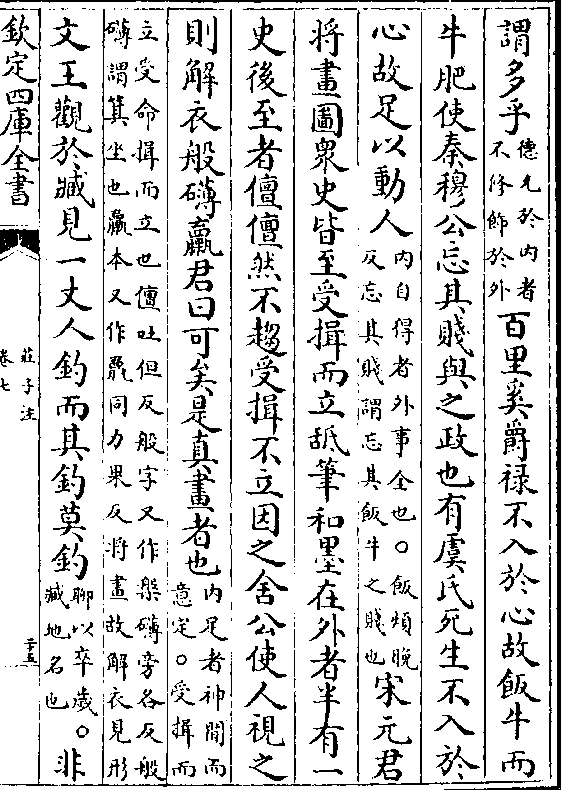 謂多乎德充於内者
不修飾於外百里奚爵禄不入於心故飯牛而
牛肥使秦穆公忘其賤與之政也有虞氏死生不入於
心故足以動人内自得者外事全也○飯煩晚
反忘其賤謂忘其飯牛之賤也宋元君
將畫圖衆史皆至受揖而立䑛筆和墨在外者半有一
史後至者儃儃然不趨受揖不立因之舍公使人視之
則解衣般礴臝君曰可矣是真畫者也内足者神閒而
意定○受揖而
立受命揖而立也儃吐但反般字又作槃礴旁各反般
礴謂箕坐也臝本又作羸同力果反將畫故解衣見形
文王觀於臧見一丈人釣而其釣莫釣聊以卒歲○
臧地名也非
欽定四庫全書
莊子注
卷七
二十五